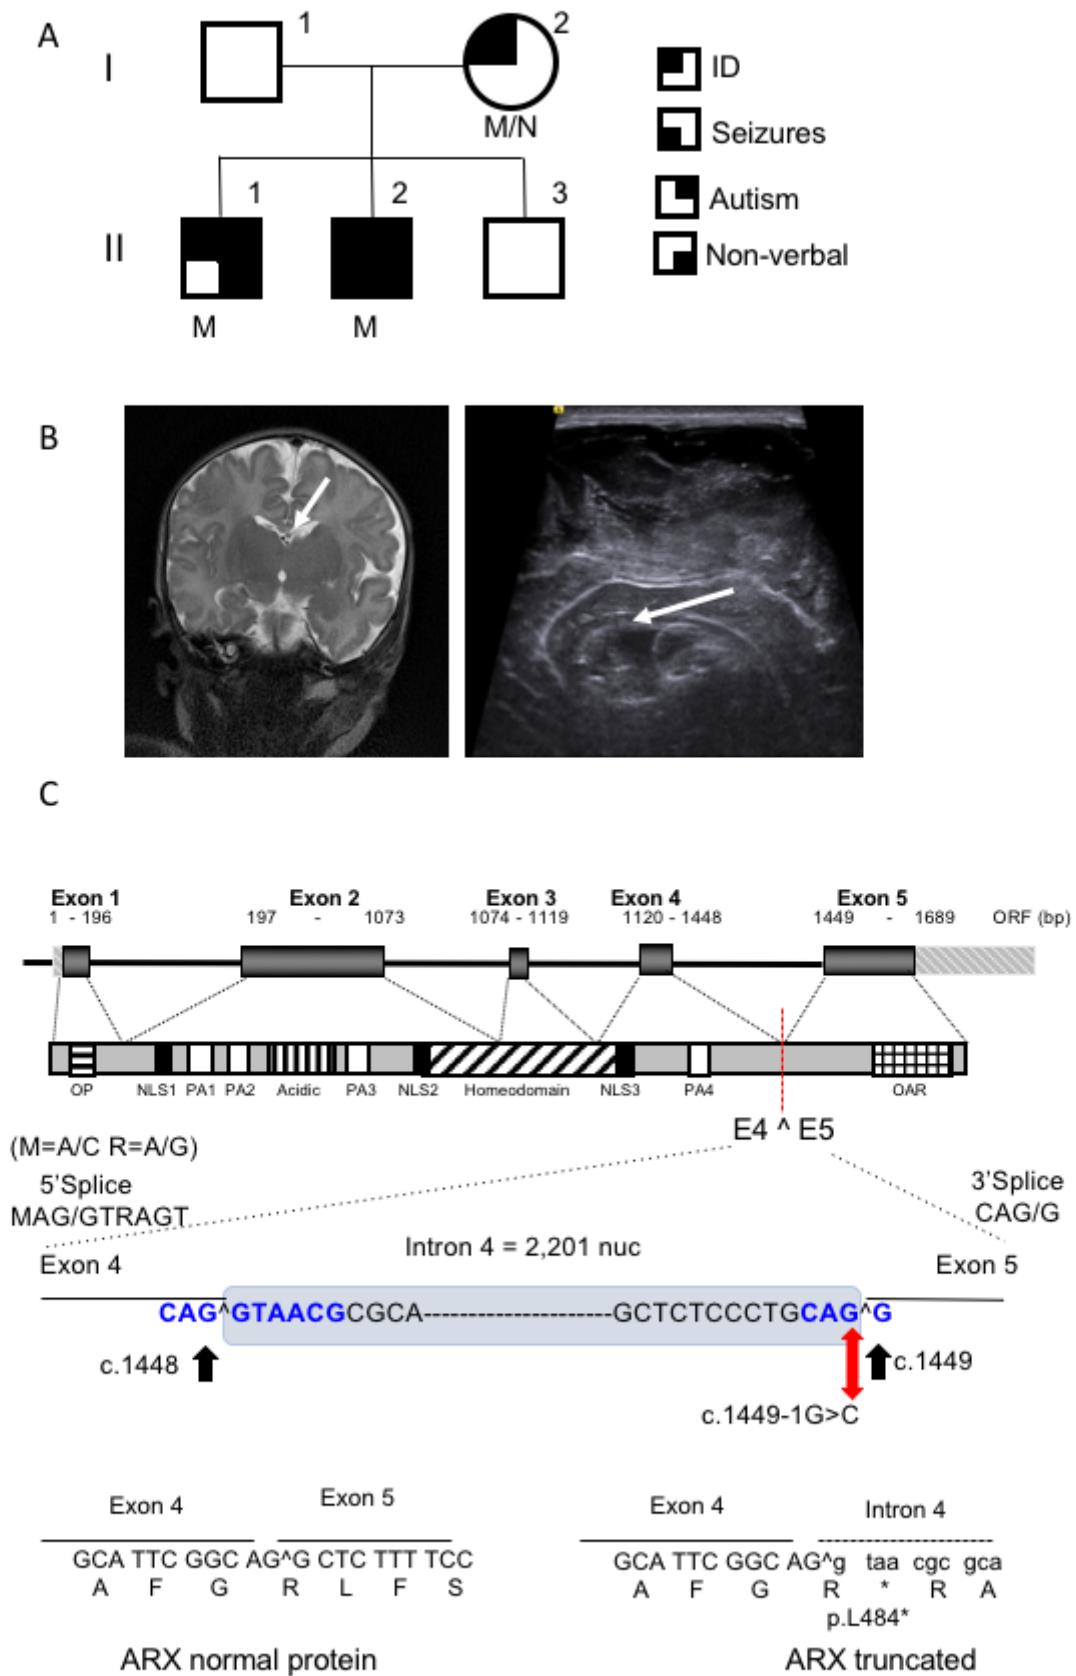 A
1
2
I
M/N
ID
Seizures
Autism
Non-verbal
1
2
3
II
M
M
B
C
Exon 1
Exon 2
Exon 3
Exon 4
Exon 5
1 - 196
197 - 1073
1074 - 1119
1120 - 1448
1449 - 1689
ORF (bp)
OP
NLS1
PA1
PA2
Acidic
PA3
NLS2
Homeodomain
NLS3
PA4
OAR
E4 ^ E5
(M=A/C R=A/G)
5'Splice
MAG/GTRAGT
3'Splice
CAG/G
Exon 4
Intron 4 = 2,201 nuc
Exon 5
CAG^GTAACGCGCA--------------------GCTCTCCCTGCAG^G
c.1448
c.1449
c.1449-1G>C
Exon 4
Exon 5
GCA TTC GGC AG^G CTC TTT TCC
A F G R L F S
ARX normal protein
Exon 4
Intron 4
GCA TTC GGC AG^g taa cgc gca
A F G R * R A
p.L484*
ARX truncated